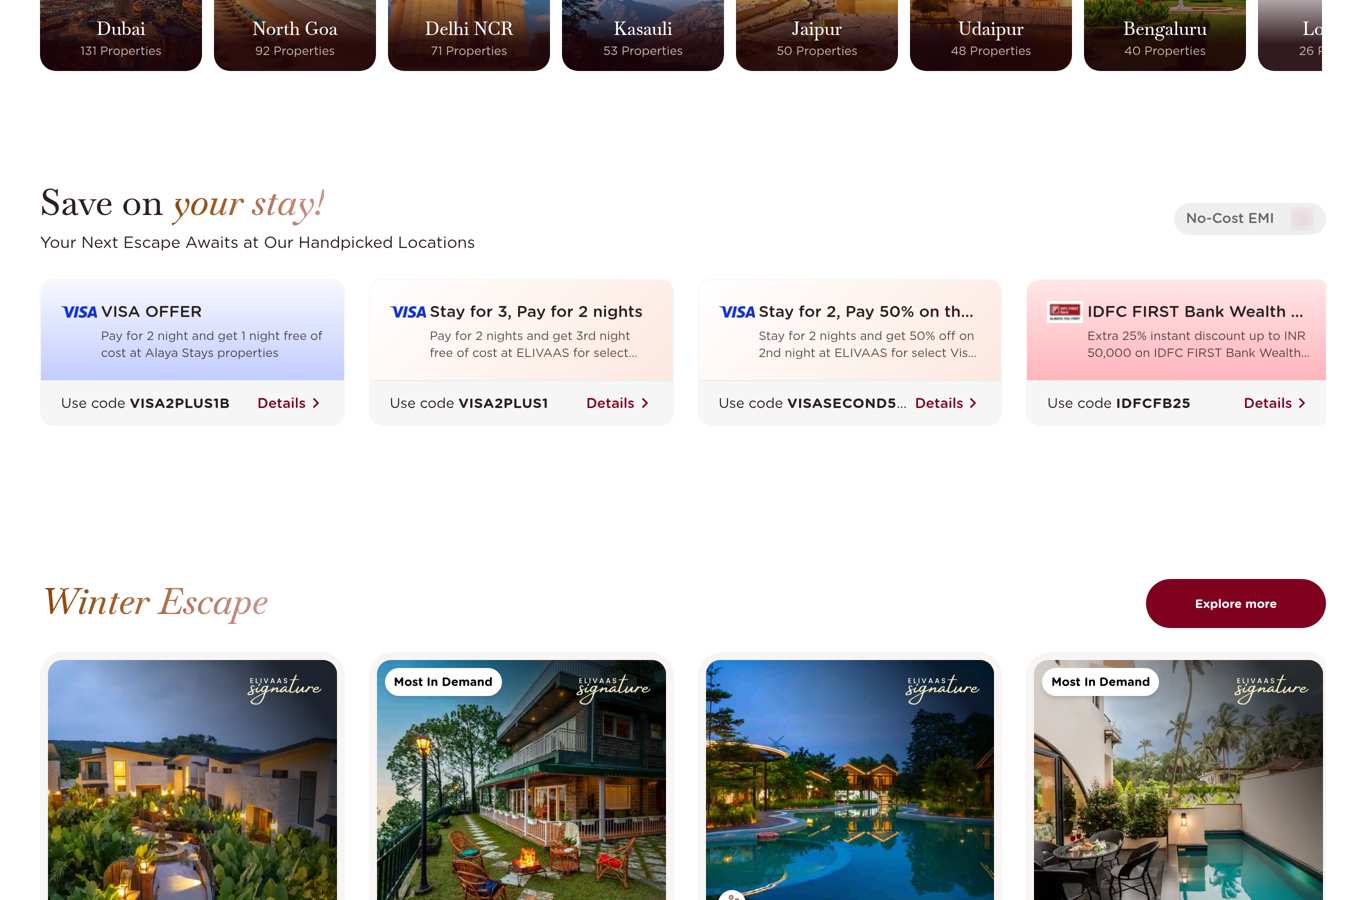 Dubai
131 Properties
North Goa
92 Properties
Delhi NCR
71 Properties
Kasauli
53 Properties
Jaipur
50 Properties
Udaipur
48 Properties
Bengaluru
40 Properties
Lo
26 P
Save on your stay!
Your Next Escape Awaits at Our Handpicked Locations
No-Cost EMI
VISA VISA OFFER
Pay for 2 night and get 1 night free of
cost at Alaya Stays properties
Use code VISA2PLUS1B Details
VISA Stay for 3, Pay for 2 nights
Pay for 2 nights and get 3rd night
free of cost at ELIVAAS for select...
Use code VISA2PLUS1 Details
VISA Stay for 2, Pay 50% on th...
Stay for 2 nights and get 50% off on
2nd night at ELIVAAS for select Vis...
Use code VISASECOND5... Details
IDFC FIRST Bank Wealth ...
Extra 25% instant discount up to INR
50,000 on IDFC FIRST Bank Wealth...
Use code IDFCFB25 Details
Winter Escape
Explore more
ELIVAAS
signature
Most In Demand
ELIVAAS
signature
ELIVAAS
signature
Most In Demand
ELIVAAS
signature